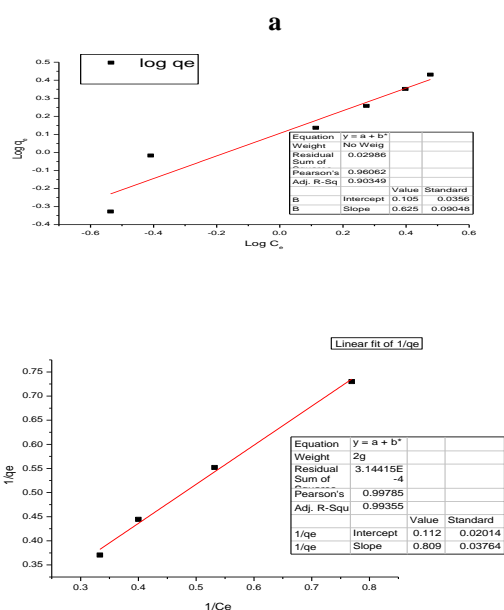 a
log qe
0.5
0.4
0.3
0.2
0.1
0.0
-0.1
-0.2
-0.3
-0.4
Log qe
Equation y = a + b*
Weight No Weig
Residual Sum of 0.02986
Pearson's 0.96062
Adj. R-Sq 0.90349
Value Standard
B Intercept 0.105 0.0356
B Slope 0.625 0.09048
-0.6 -0.4 -0.2 0.0 0.2 0.4 0.6
Log Ce
Linear fit of 1/qe
0.75
0.70
0.65
0.60
0.55
0.50
0.45
0.40
0.35
1/qe
Equation y = a + b*
Weight 2g
Residual Sum of 3.14415E-4
Pearson's 0.99785
Adj. R-Squ 0.99355
Value Standard
1/qe Intercept 0.112 0.02014
1/qe Slope 0.809 0.03764
0.3 0.4 0.5 0.6 0.7 0.8
1/Ce